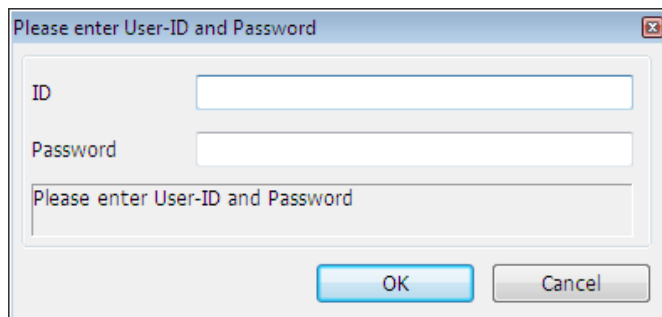 Please enter User-ID and Password
ID
Password
Please enter User-ID and Password
OK
Cancel